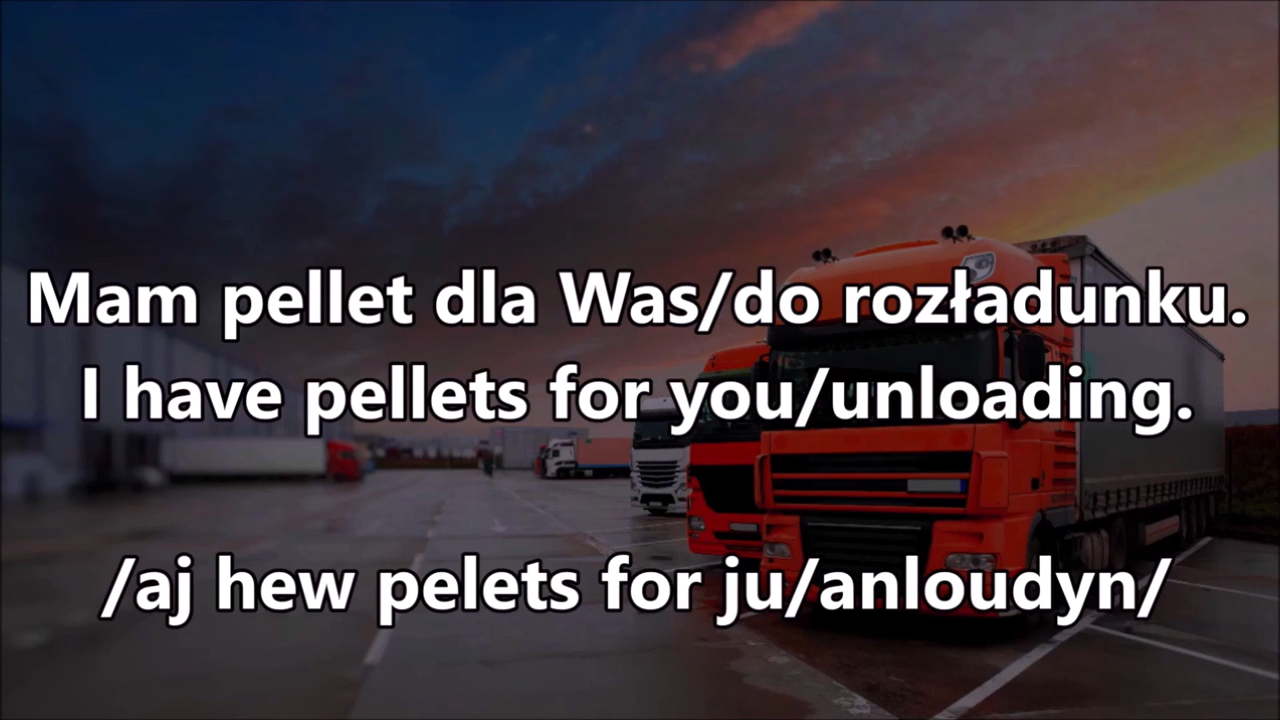 Mam pellet dla Was/do rozładunku.
I have pellets for you/unloading.
/aj hew pelets for ju/anloudyn/